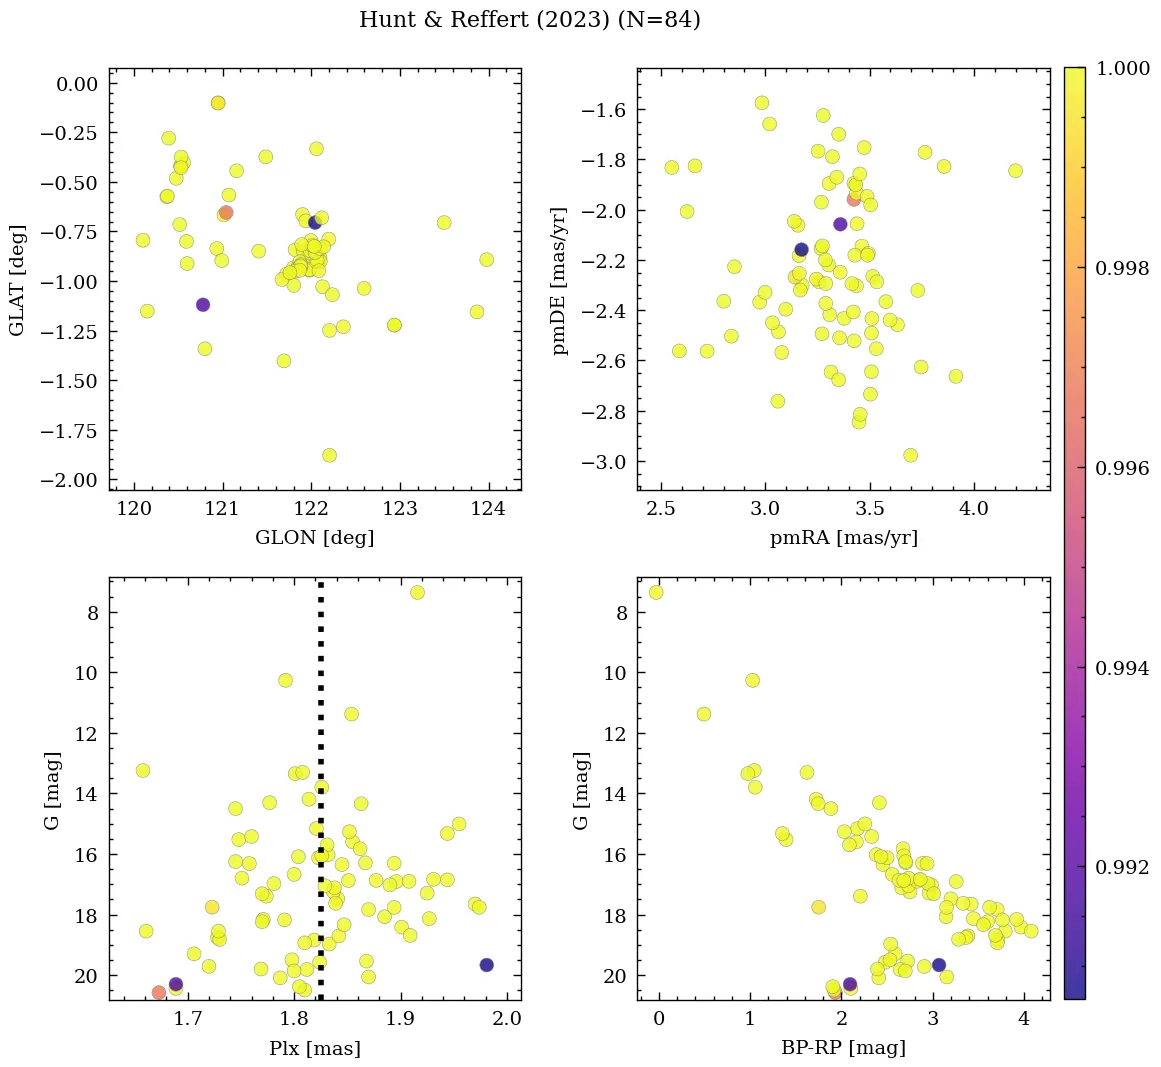 Hunt & Reffert (2023) (N=84)
0.00
−0.25
−0.50
−0.75
−1.00
−1.25
−1.50
−1.75
−2.00
GLAT [deg]
120 121 122 123 124
GLON [deg]
−1.6
−1.8
−2.0
−2.2
−2.4
−2.6
−2.8
−3.0
pmDE [mas/yr]
2.5 3.0 3.5 4.0
pmRA [mas/yr]
1.000
0.998
0.996
0.994
0.992
8
10
12
14
16
18
20
G [mag]
1.7 1.8 1.9 2.0
Plx [mas]
8
10
12
14
16
18
20
G [mag]
0 1 2 3 4
BP-RP [mag]